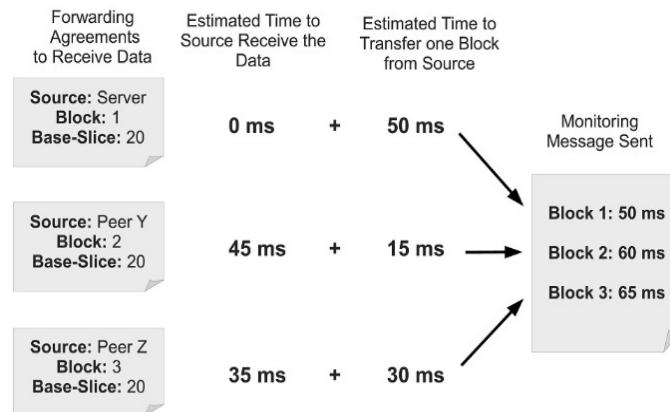 Forwarding
Agreements
to Receive Data
Estimated Time to
Source Receive the
Data
Estimated Time to
Transfer one Block
from Source
Source: Server
Block: 1
Base-Slice: 20
0 ms + 50 ms
Monitoring
Message Sent
Source: Peer Y
Block: 2
Base-Slice: 20
45 ms + 15 ms
Block 1: 50 ms
Block 2: 60 ms
Block 3: 65 ms
Source: Peer Z
Block: 3
Base-Slice: 20
35 ms + 30 ms